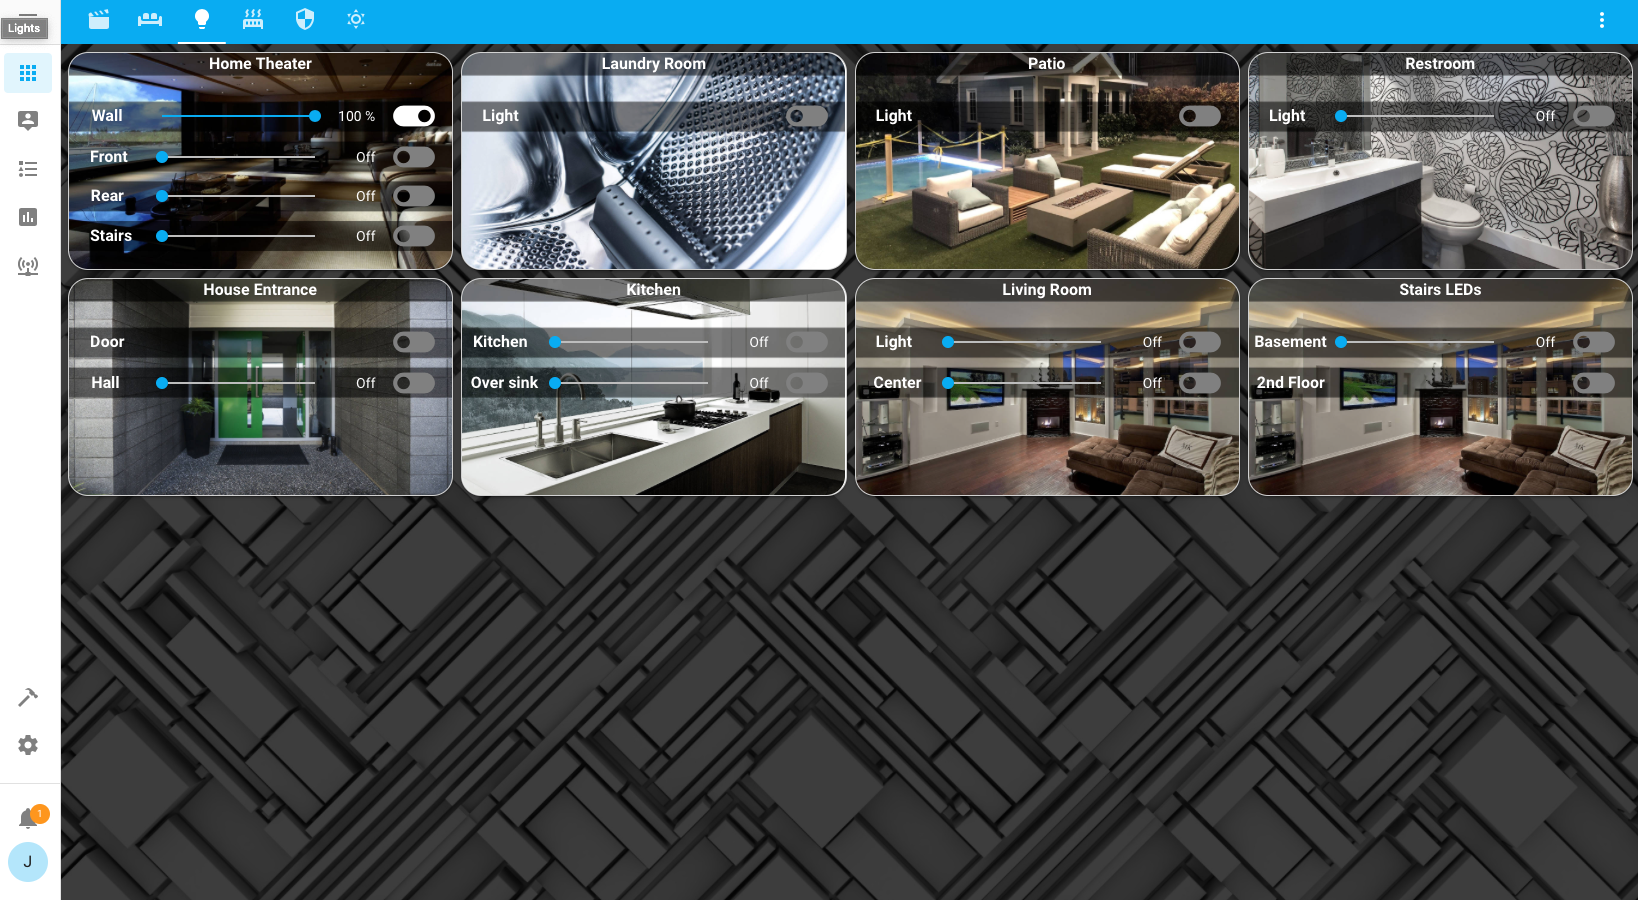 Lights
Home Theater
Wall 100 %
Front Off
Rear Off
Stairs Off
Laundry Room
Light
Patio
Light
Restroom
Light Off
House Entrance
Door
Hall Off
Kitchen
Kitchen Off
Over sink Off
Living Room
Light Off
Center Off
Stairs LEDs
Basement Off
2nd Floor
1
J